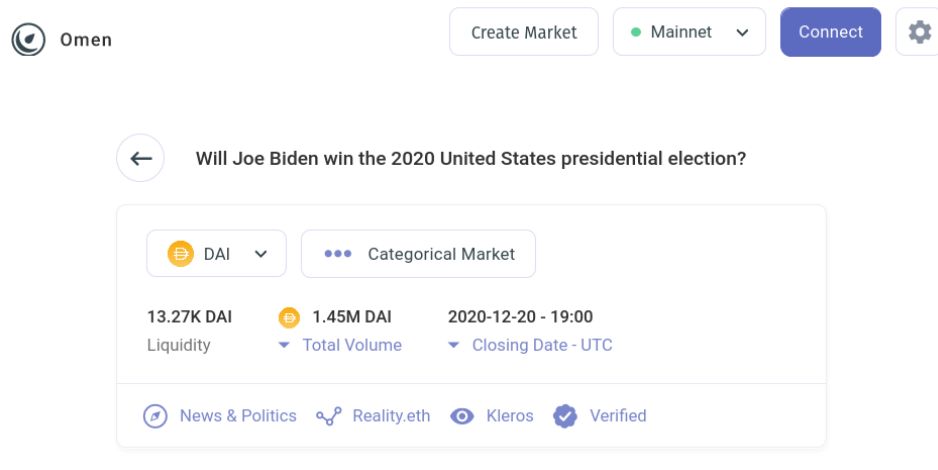 Omen
Create Market
Mainnet
Connect
Will Joe Biden win the 2020 United States presidential election?
DAI
Categorical Market
13.27K DAI 1.45M DAI 2020-12-20 - 19:00
Liquidity Total Volume Closing Date - UTC
News & Politics Reality.eth Kleros Verified